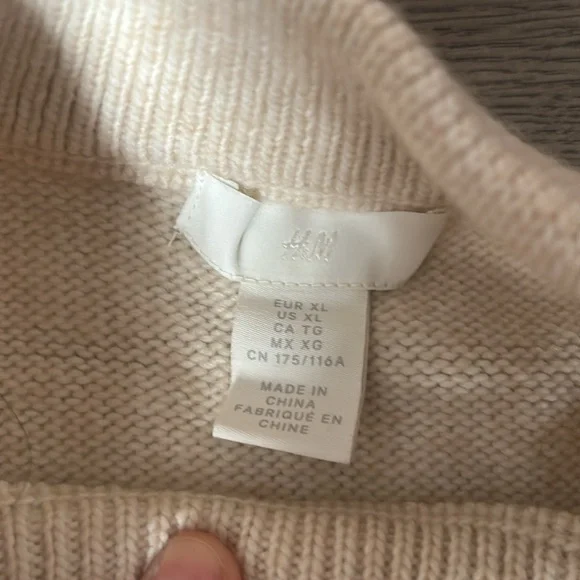 H&M
EUR XL
US XL
CA TG
MX XG
CN 175/116A
MADE IN
CHINA
FABRIQUÉ EN
CHINE